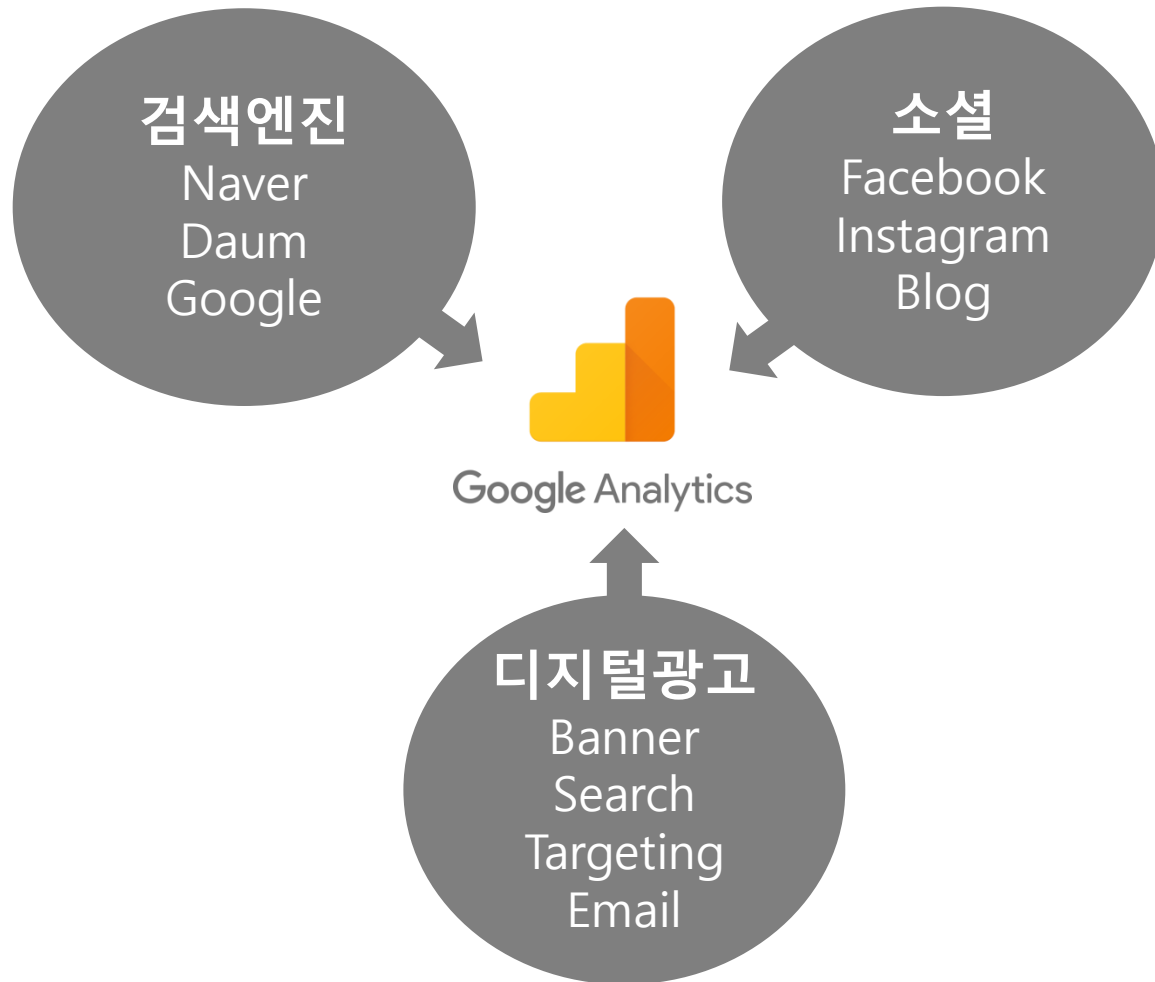 검색엔진
Naver
Daum
Google
소셜
Facebook
Instagram
Blog
Google Analytics
디지털광고
Banner
Search
Targeting
Email